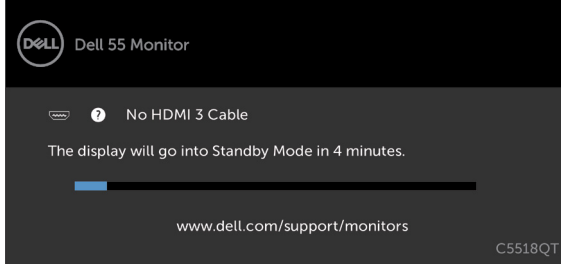 DELL
Dell 55 Monitor
No HDMI 3 Cable
The display will go into Standby Mode in 4 minutes.
www.dell.com/support/monitors
C5518QT